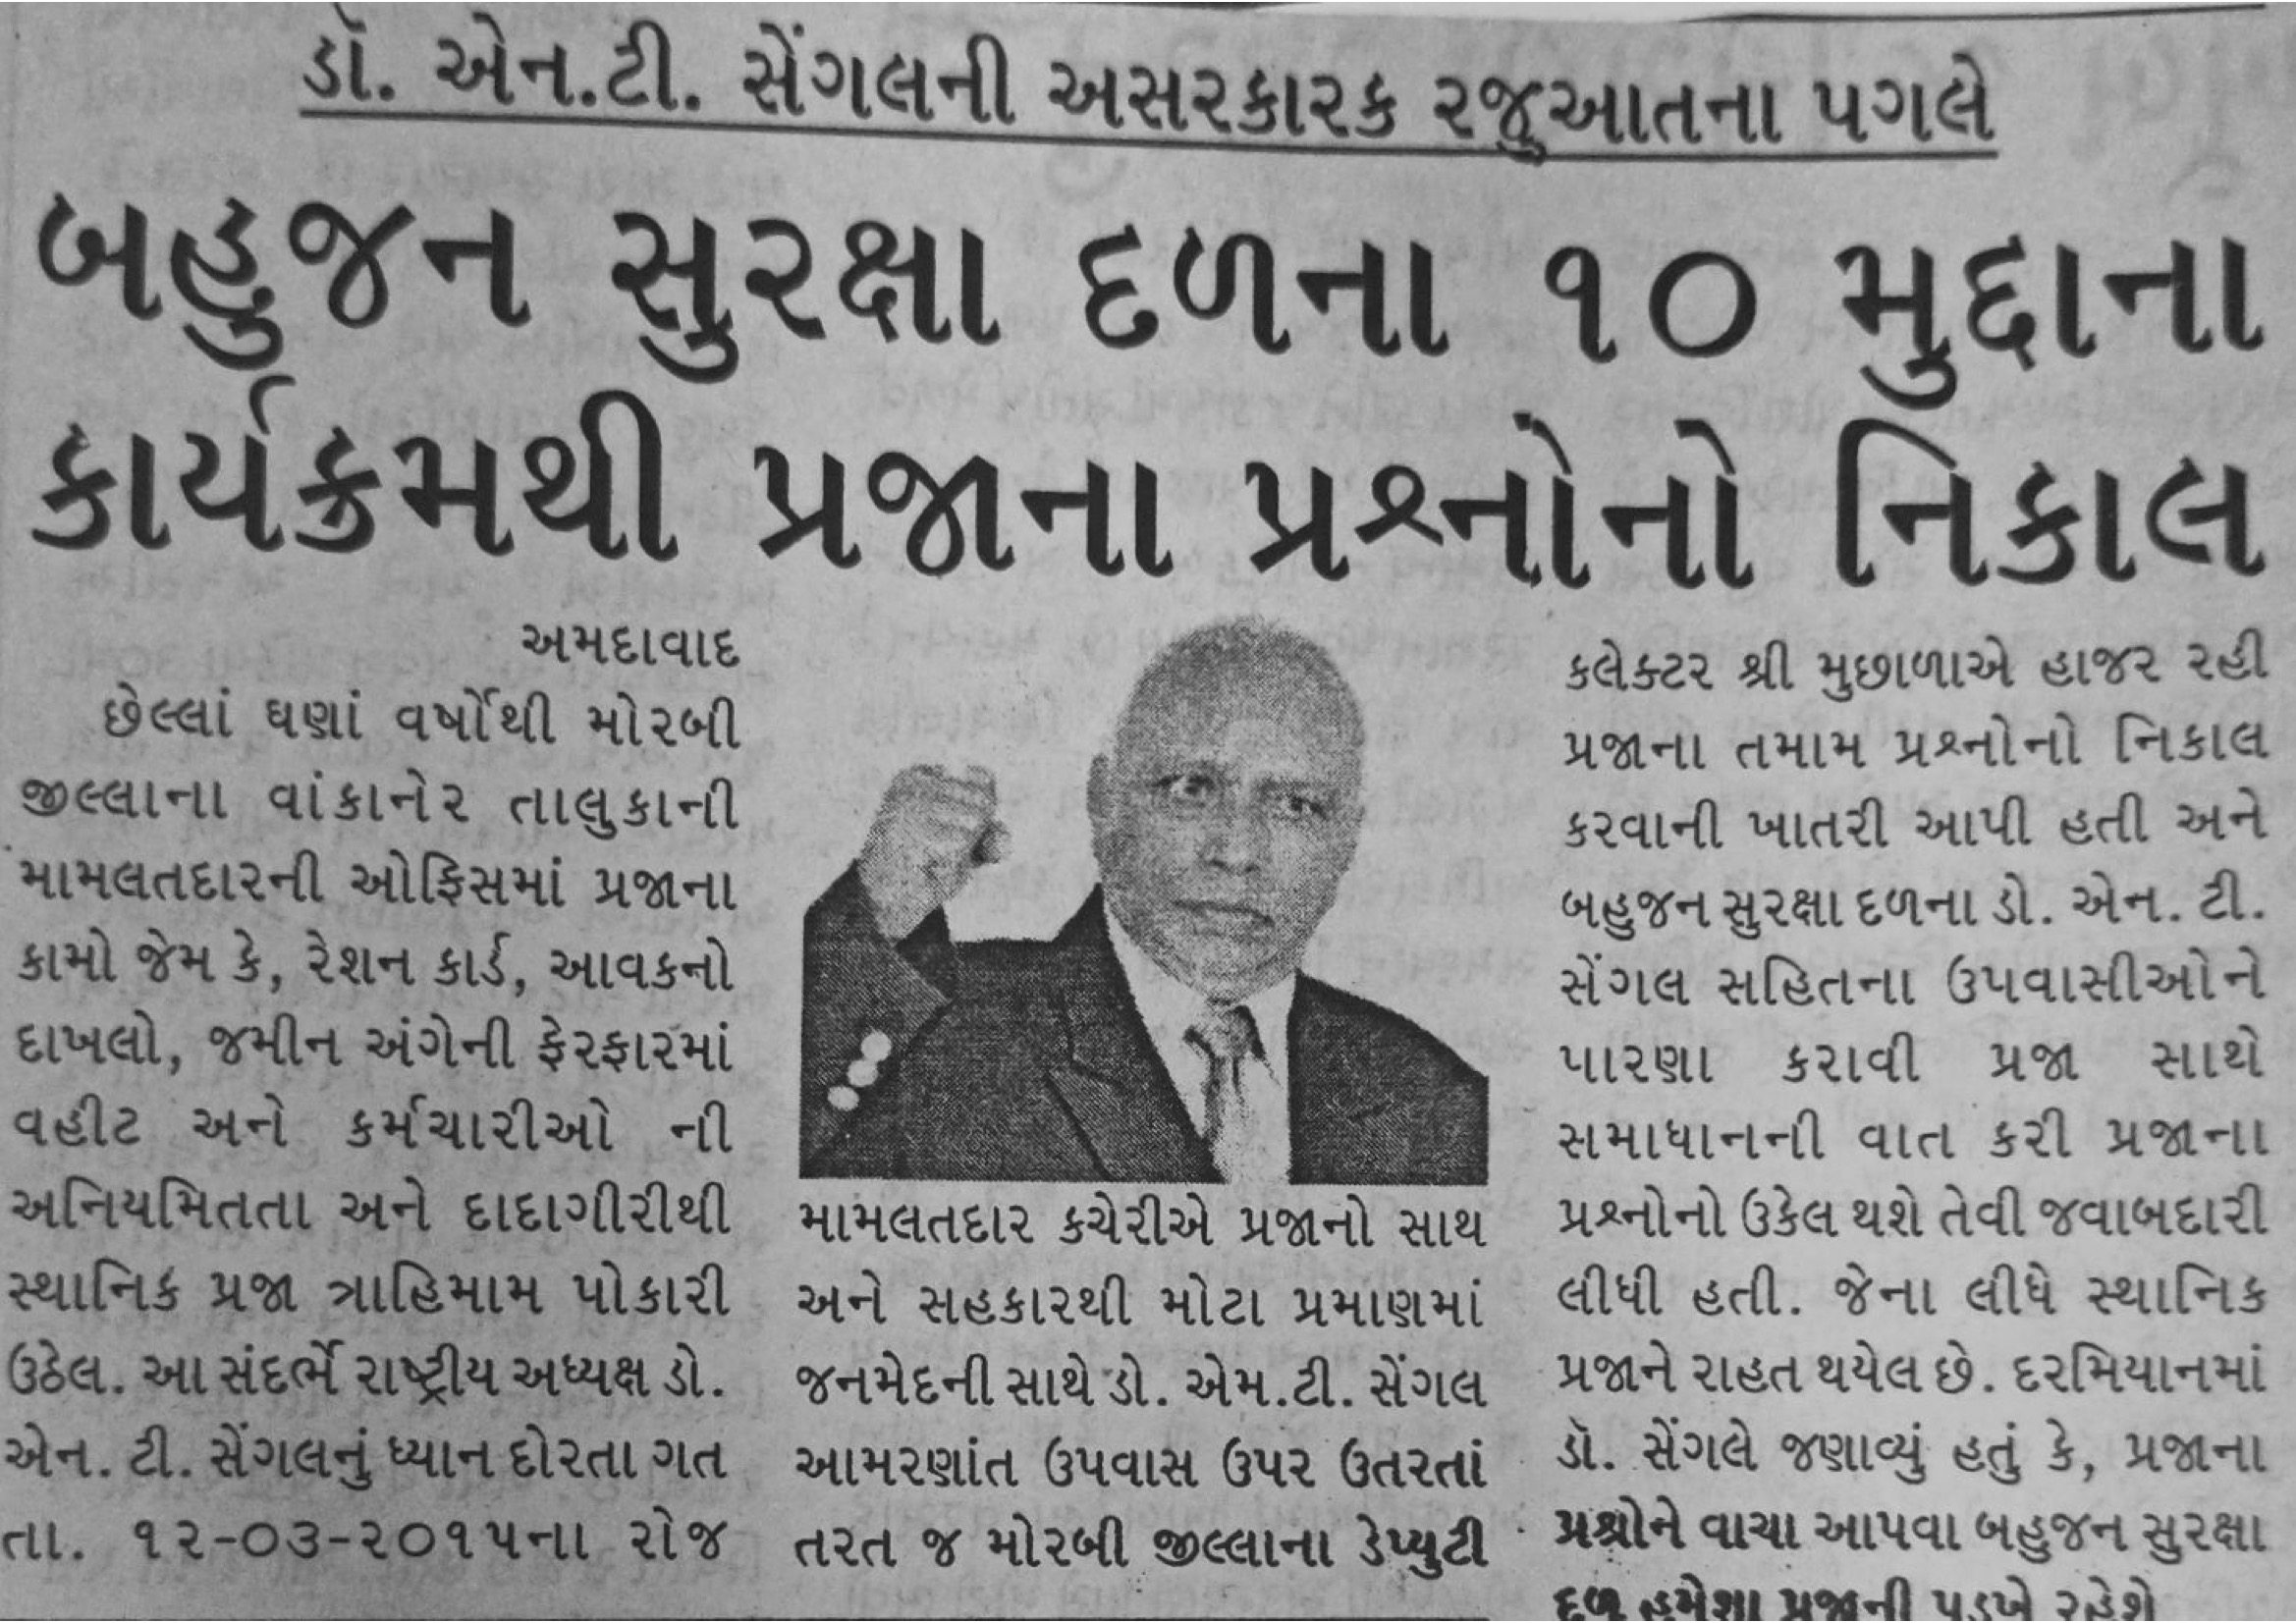 ડૉ. એન.ટી. સેંગલની અસરકારક રજુઆતના પગલે
બહુજન સુરક્ષા દળના ૧૦ મુદ્દાના
કાર્યક્રમથી પ્રજાના પ્રશ્નોનો નિકાલ
અમદાવાદ
છેલ્લાં ઘણાં વર્ષોથી મોરબી
જીલ્લાના વાંકાનેર તાલુકાની
મામલતદારની ઓફિસમાં પ્રજાના
કામો જેમ કે, રેશન કાર્ડ, આવકનો
દાખલો, જમીન અંગેની ફેરફારમાં
વહીટ અને કર્મચારીઓ ની
અનિયમિતતા અને દાદાગીરીથી
સ્થાનિક પ્રજા ત્રાહિમામ પોકારી
ઉઠેલ. આ સંદર્ભે રાષ્ટ્રીય અધ્યક્ષ ડો.
એન. ટી. સેંગલનું ધ્યાન દોરતા ગત
તા. ૧૨-૦૩-૨૦૧૫ના રોજ
મામલતદાર કચેરીએ પ્રજાનો સાથ
અને સહકારથી મોટા પ્રમાણમાં
જનમેદની સાથે ડો. એમ.ટી. સેંગલ
આમરણાંત ઉપવાસ ઉપર ઉતરતાં
તરત જ મોરબી જીલ્લાના ડેપ્યુટી
કલેક્ટર શ્રી મુછાળાએ હાજર રહી
પ્રજાના તમામ પ્રશ્નોનો નિકાલ
કરવાની ખાતરી આપી હતી અને
બહુજન સુરક્ષા દળના ડો. એન. ટી.
સેંગલ સહિતના ઉપવાસીઓને
પારણા કરાવી પ્રજા સાથે
સમાધાનની વાત કરી પ્રજાના
પ્રશ્નોનો ઉકેલ થશે તેવી જવાબદારી
લીધી હતી. જેના લીધે સ્થાનિક
પ્રજાને રાહત થયેલ છે. દરમિયાનમાં
ડૉ. સેંગલે જણાવ્યું હતું કે, પ્રજાના
પ્રશ્નોને વાચા આપવા બહુજન સુરક્ષા
દળ હમેશા પ્રજાની પડખે રહેશે